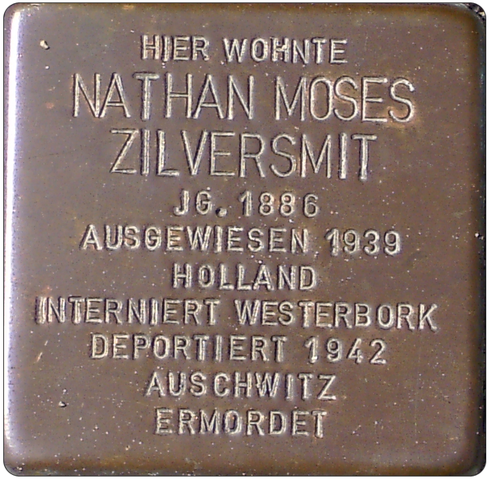 HIER WOHNTE
NATHAN MOSES
ZILVERSMIT
JG. 1886
AUSGEWIESEN 1939
HOLLAND
INTERNIERT WESTERBORK
DEPORTIERT 1942
AUSCHWITZ
ERMORDET